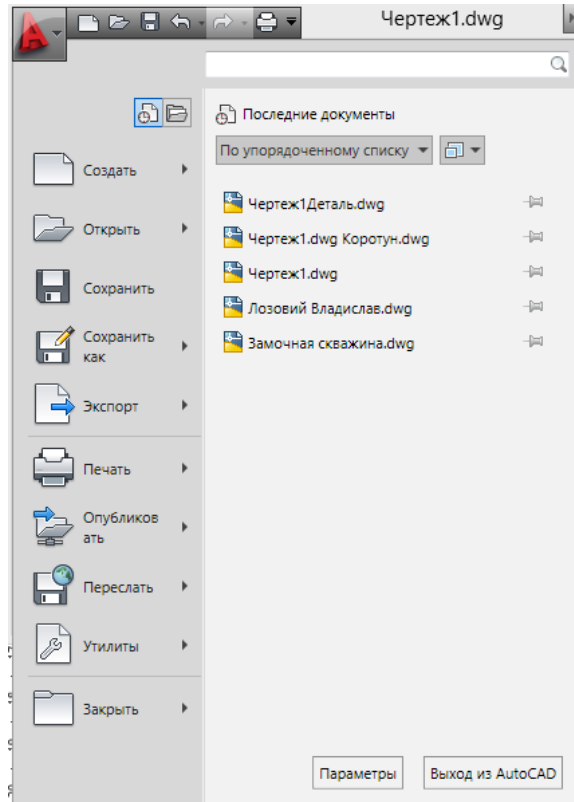 Чертеж1.dwg
Последние документы
По упорядоченному списку
Создать
Чертеж1Деталь.dwg
Открыть
Чертеж1.dwg Коротун.dwg
Чертеж1.dwg
Сохранить
Лозовий Владислав.dwg
Сохранить
как
Замочная скважина.dwg
Экспорт
Печать
Опубликов
ать
Переслать
Утилиты
Закрыть
Параметры
Выход из AutoCAD